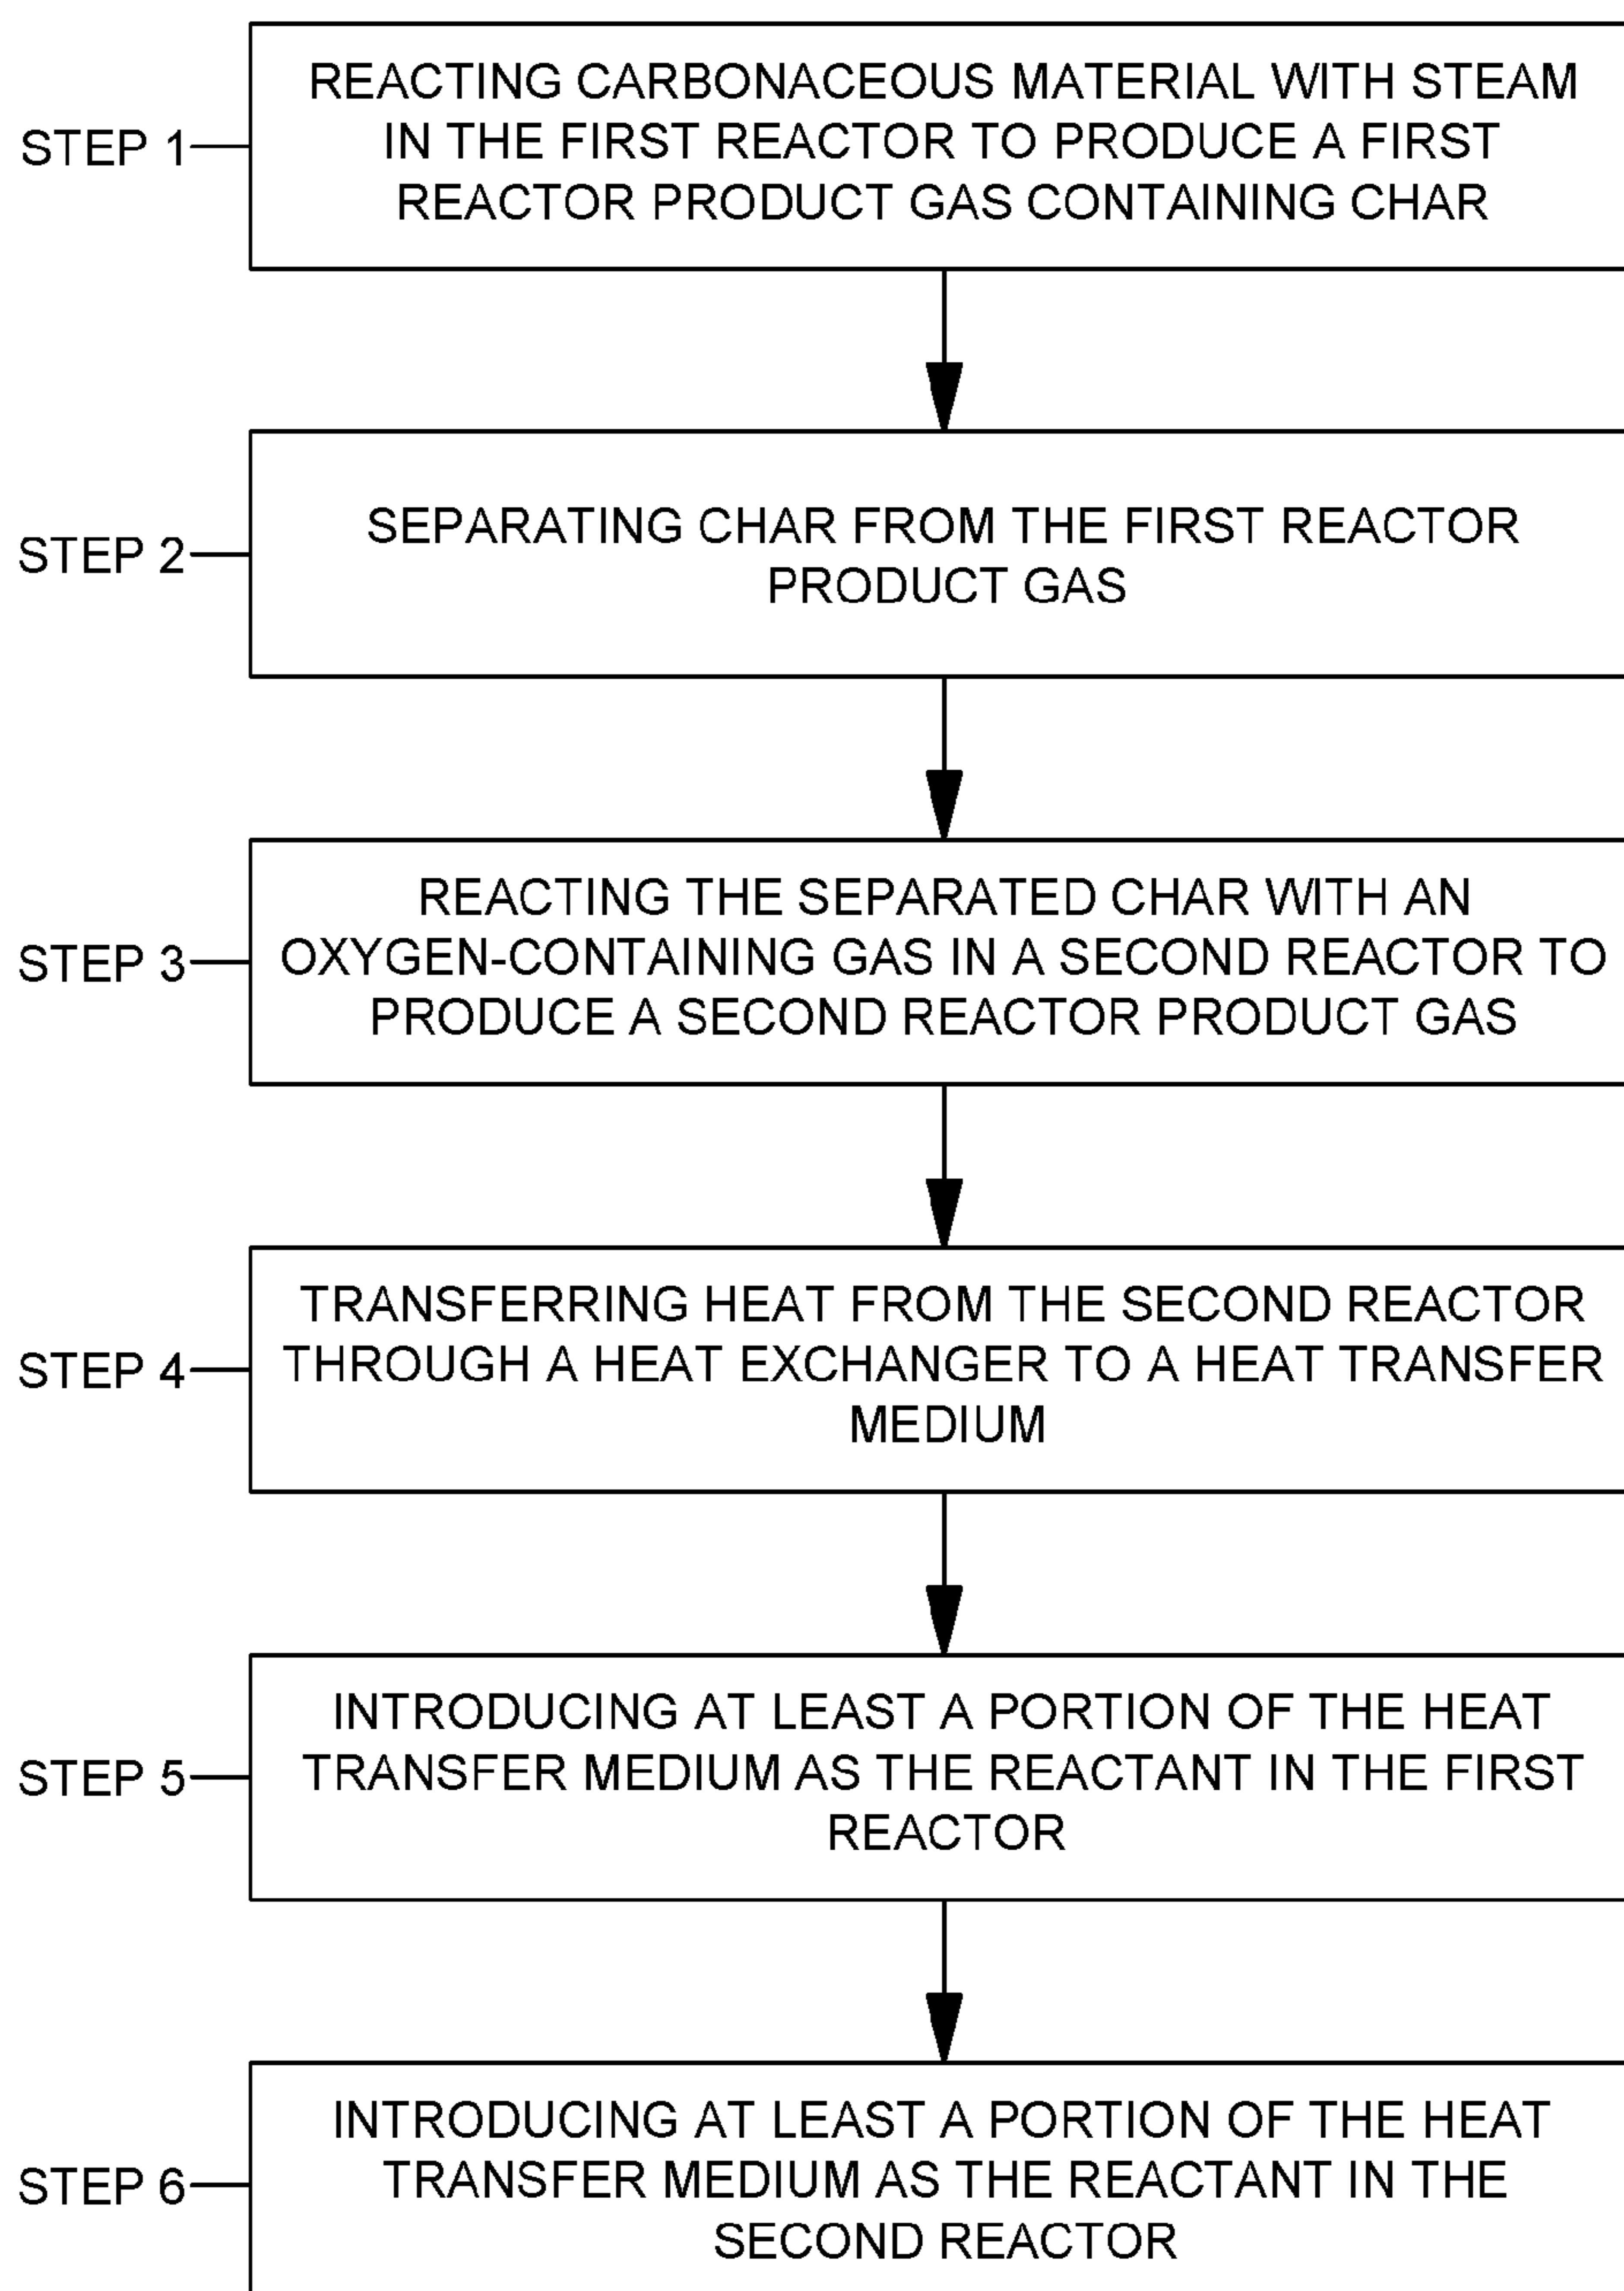 STEP 1
REACTING CARBONACEOUS MATERIAL WITH STEAM
IN THE FIRST REACTOR TO PRODUCE A FIRST
REACTOR PRODUCT GAS CONTAINING CHAR
STEP 2
SEPARATING CHAR FROM THE FIRST REACTOR
PRODUCT GAS
STEP 3
REACTING THE SEPARATED CHAR WITH AN
OXYGEN-CONTAINING GAS IN A SECOND REACTOR TO
PRODUCE A SECOND REACTOR PRODUCT GAS
STEP 4
TRANSFERRING HEAT FROM THE SECOND REACTOR
THROUGH A HEAT EXCHANGER TO A HEAT TRANSFER
MEDIUM
STEP 5
INTRODUCING AT LEAST A PORTION OF THE HEAT
TRANSFER MEDIUM AS THE REACTANT IN THE FIRST
REACTOR
STEP 6
INTRODUCING AT LEAST A PORTION OF THE HEAT
TRANSFER MEDIUM AS THE REACTANT IN THE
SECOND REACTOR